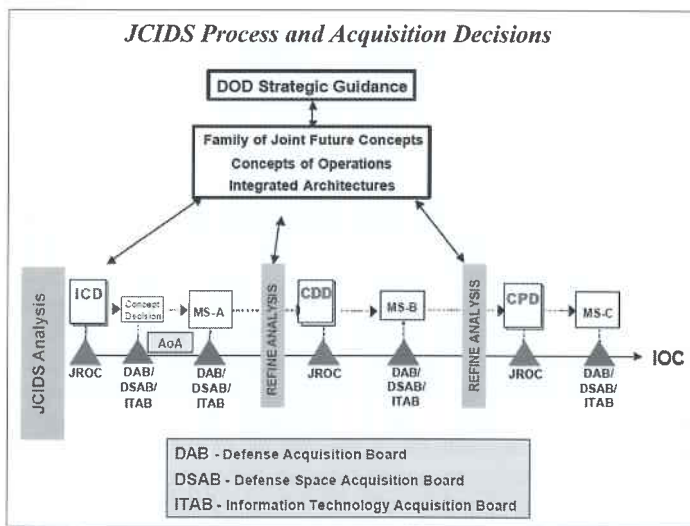 JCIDS Process and Acquisition Decisions
DOD Strategic Guidance
Family of Joint Future Concepts
Concepts of Operations
Integrated Architectures
JCIDS Analysis
ICD
Concept
Decision
MS-A
REFINE ANALYSIS
CDD
MS-B
REFINE ANALYSIS
CPD
MS-C
AoA
IOC
JROC
DAB/
DSAB/
ITAB
DAB/
DSAB/
ITAB
JROC
DAB/
DSAB/
ITAB
JROC
DAB/
DSAB/
ITAB
DAB - Defense Acquisition Board
DSAB - Defense Space Acquisition Board
ITAB - Information Technology Acquisition Board